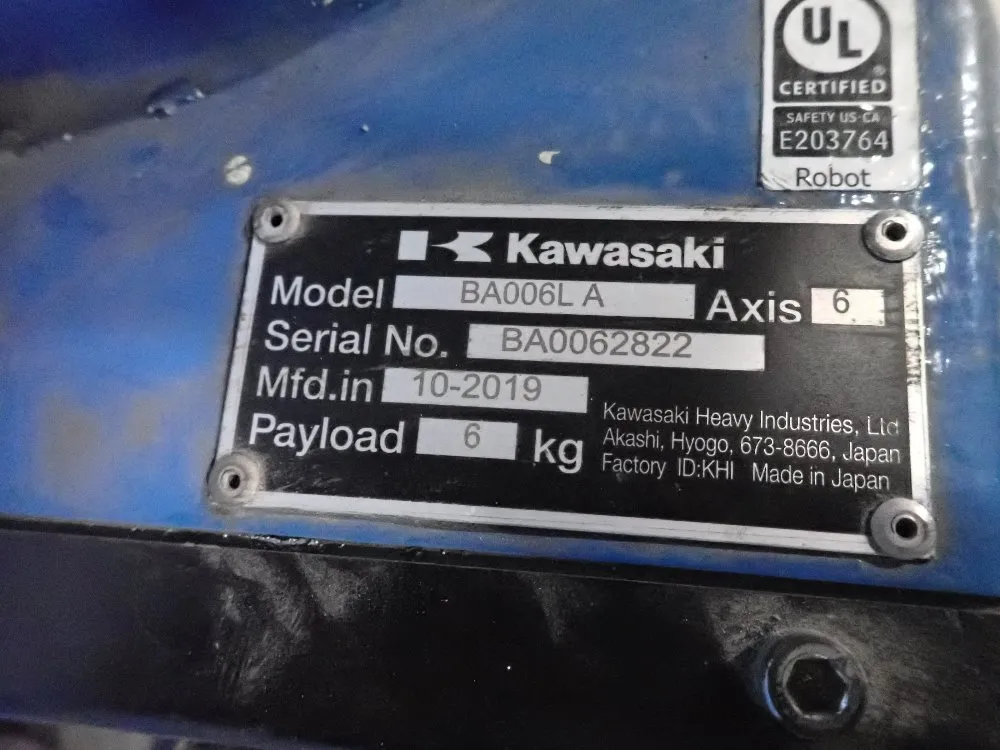 UL
CERTIFIED
SAFETY US-CA
E203764
Robot
Kawasaki
Model BA006L A Axis 6
Serial No. BA0062822
Mfd.in 10-2019
Payload 6 kg
Kawasaki Heavy Industries, Ltd
Akashi, Hyogo, 673-8666, Japan
Factory ID:KHI Made in Japan